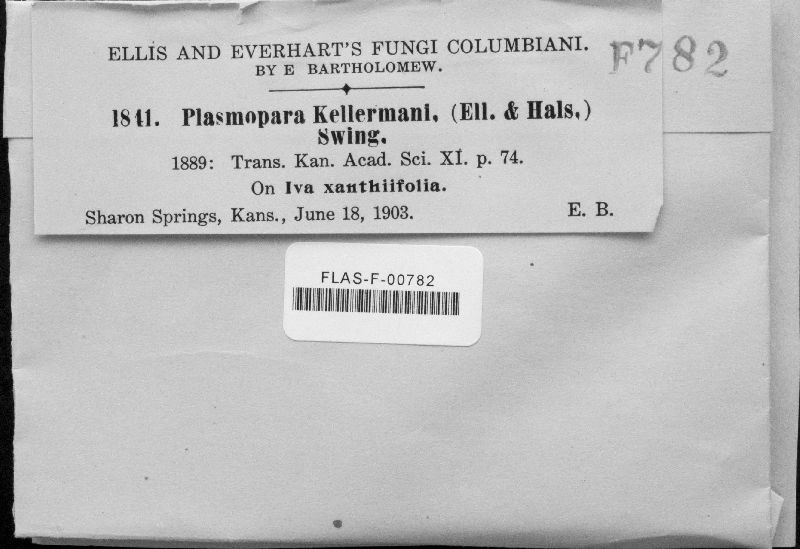 ELLIS AND EVERHART'S FUNGI COLUMBIANI.
BY E BARTHOLOMEW.
F782
1841. Plasmopara Kellermani, (Ell. & Hals,)
Swing,
1889: Trans. Kan. Acad. Sci. XI. p. 74.
On Iva xanthiifolia.
Sharon Springs, Kans., June 18, 1903. E. B.
FLAS-F-00782